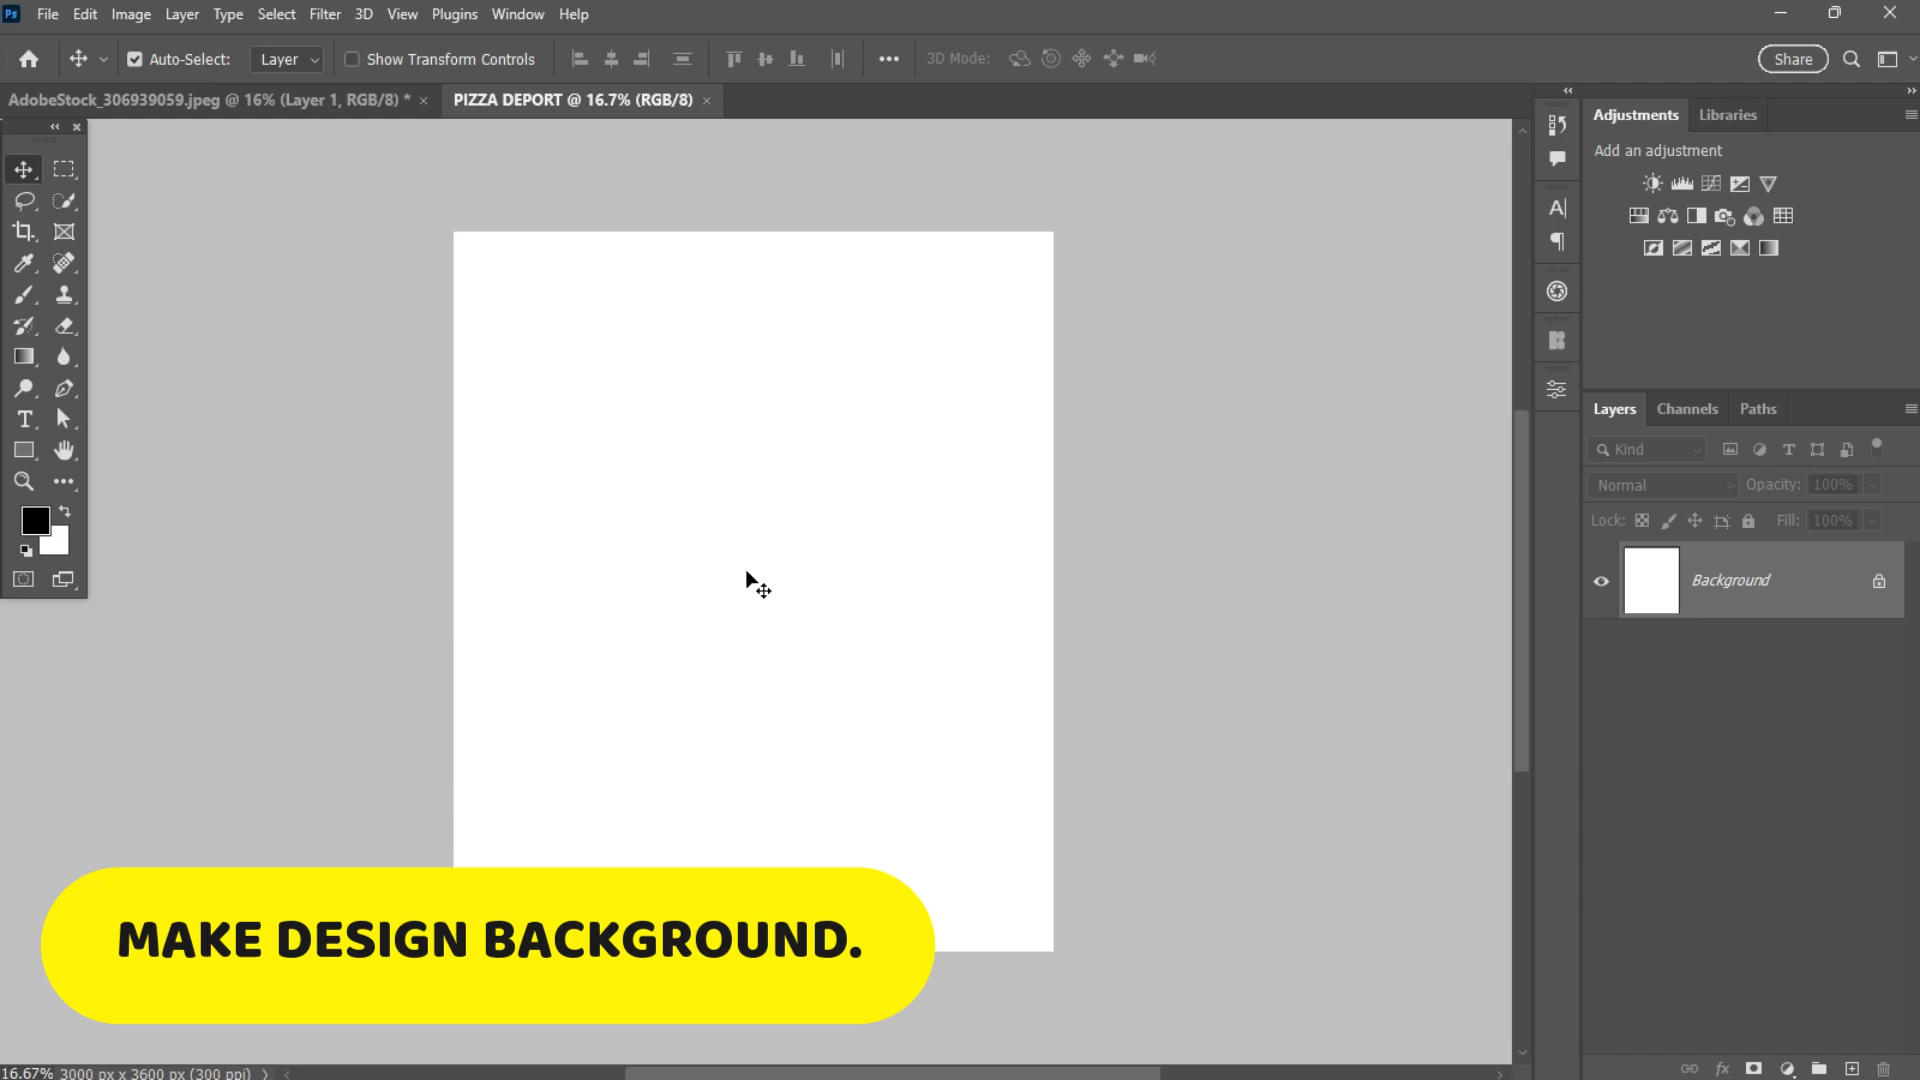 Ps File Edit Image Layer Type Select Filter 3D View Plugins Window Help
Auto-Select: Layer Show Transform Controls 3D Mode: Share
AdobeStock_306939059.jpeg @ 16% (Layer 1, RGB/8) * × PIZZA DEPORT @ 16.7% (RGB/8) ×
Adjustments Libraries
Add an adjustment
Layers Channels Paths
Kind
Normal Opacity: 100%
Lock: Fill: 100%
Background
MAKE DESIGN BACKGROUND.
16.67% 3000 px x 3600 px (300 ppi)